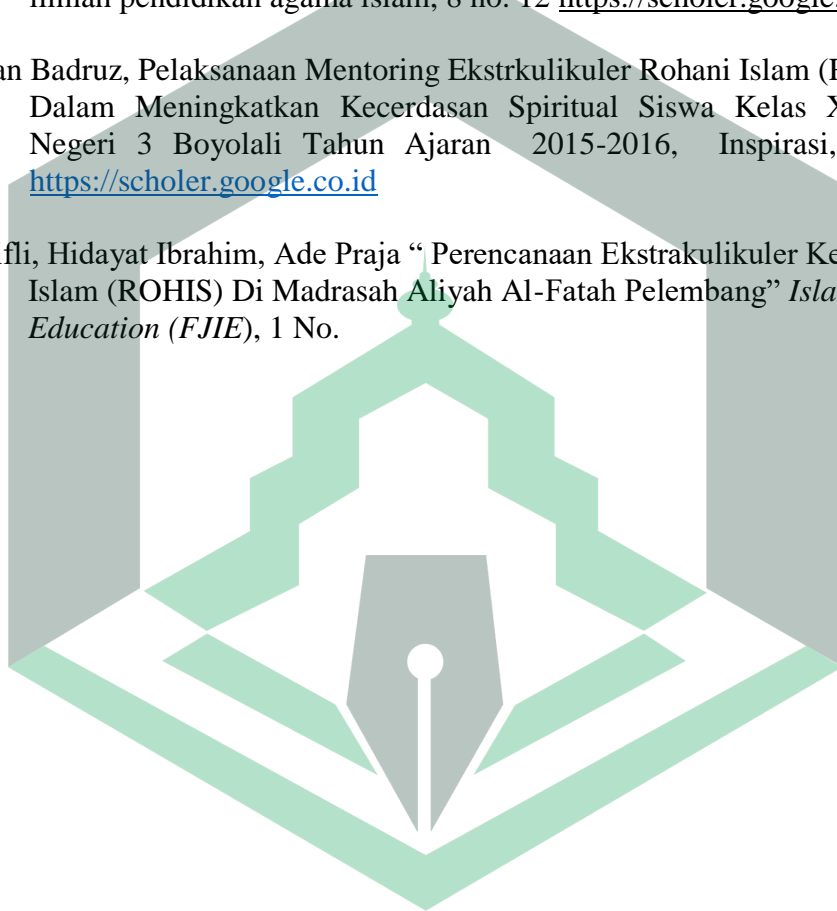 ilmiah pendidikan agama Islam, 8 no. 12 https://scholer.google.
an Badruz, Pelaksanaan Mentoring Ekstrkulikuler Rohani Islam (
Dalam Meningkatkan Kecerdasan Spiritual Siswa Kelas X
Negeri 3 Boyolali Tahun Ajaran 2015-2016, Inspirasi,
https://scholer.google.co.id
ifli, Hidayat Ibrahim, Ade Praja “ Perencanaan Ekstrakulikuler Ke
Islam (ROHIS) Di Madrasah Aliyah Al-Fatah Pelembang” Isla
Education (FJIE), 1 No.